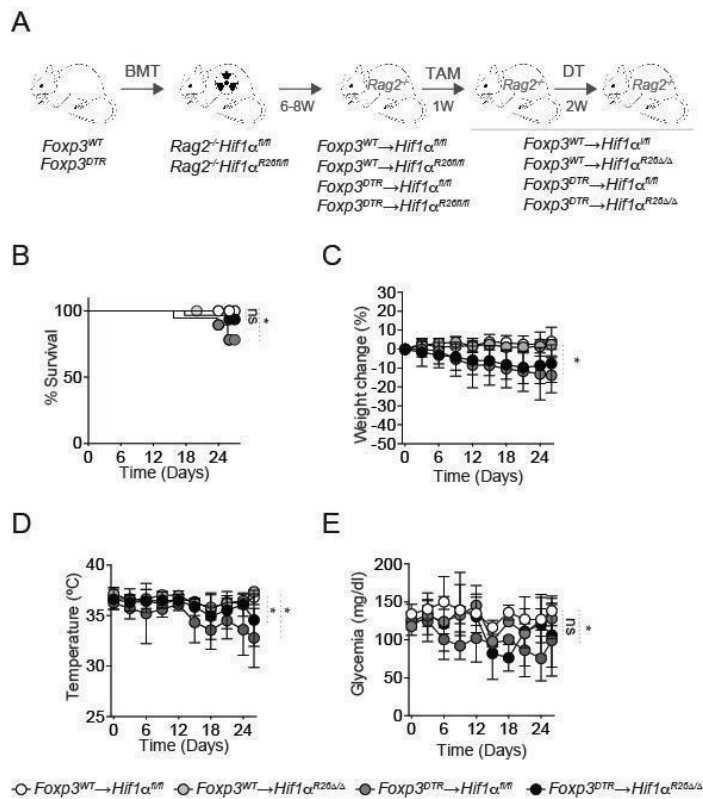 A
BMT
6-8W
TAM
1W
DT
2W
Rag2-/-
Rag2-/-
Rag2-/-
Foxp3WT
Foxp3DTR
Rag2-/-Hif1αfl/fl
Rag2-/-Hif1αR26fl/fl
Foxp3WT→Hif1αfl/fl
Foxp3WT→Hif1αR26fl/fl
Foxp3DTR→Hif1αfl/fl
Foxp3DTR→Hif1αR26fl/fl
Foxp3WT→Hif1αfl/fl
Foxp3WT→Hif1αR26Δ/Δ
Foxp3DTR→Hif1αfl/fl
Foxp3DTR→Hif1αR26Δ/Δ
B
% Survival
100
50
0
0 6 12 18 24
Time (Days)
ns
*
C
Weight change (%)
30
20
10
0
-10
-20
-30
-40
-50
0 6 12 18 24
Time (Days)
*
D
Temperature (ºC)
40
35
30
25
0 6 12 18 24
Time (Days)
*
*
E
Glycemia (mg/dl)
200
150
100
50
0
0 6 12 18 24
Time (Days)
ns
*
Foxp3WT→Hif1αfl/fl Foxp3WT→Hif1αR26Δ/Δ Foxp3DTR→Hif1αfl/fl Foxp3DTR→Hif1αR26Δ/Δ